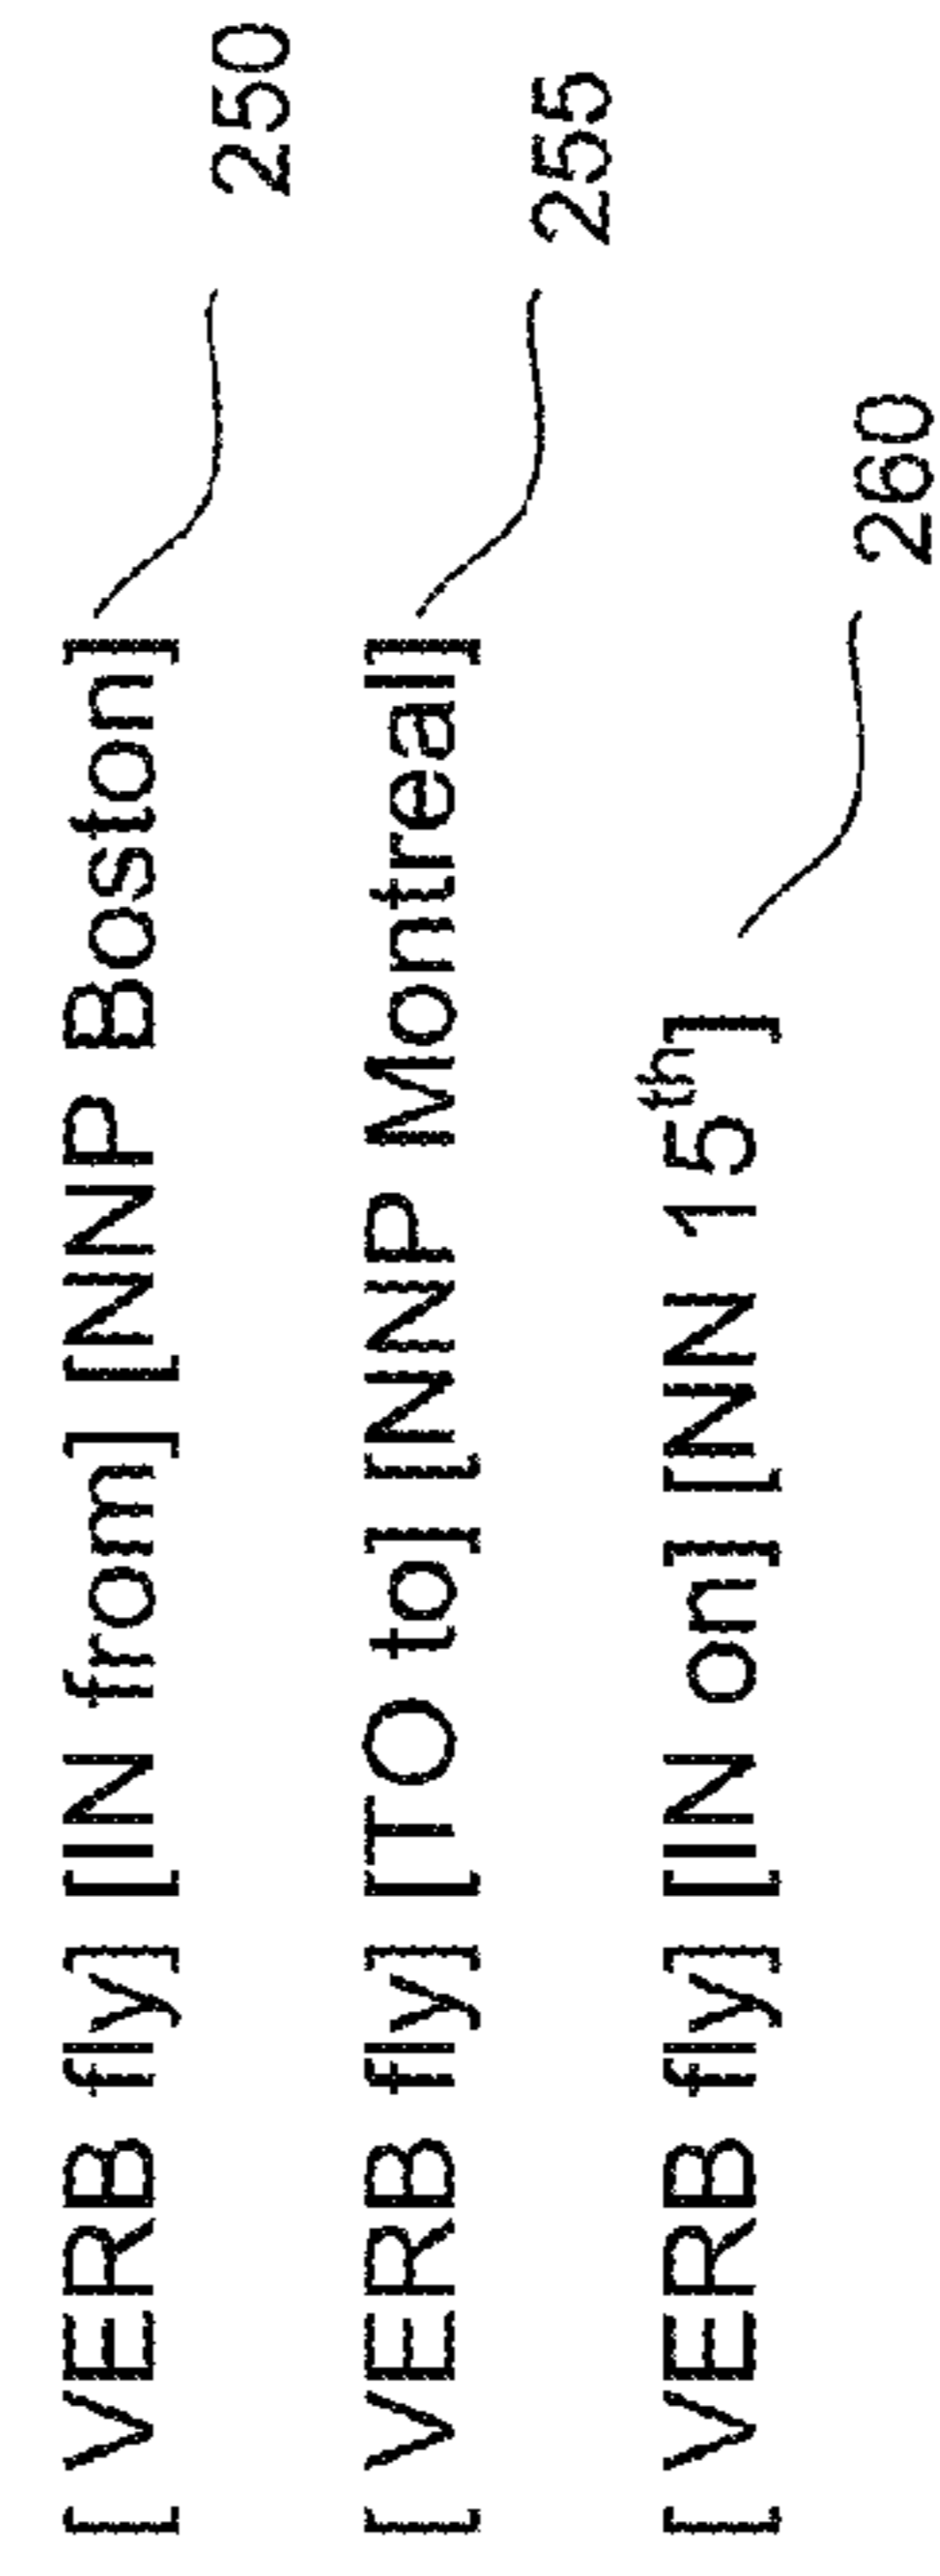 [ VERB fly] [IN from] [NNP Boston] 250
[ VERB fly] [TO to] [NNP Montreal] 255
[ VERB fly] [IN on] [NN 15th] 260